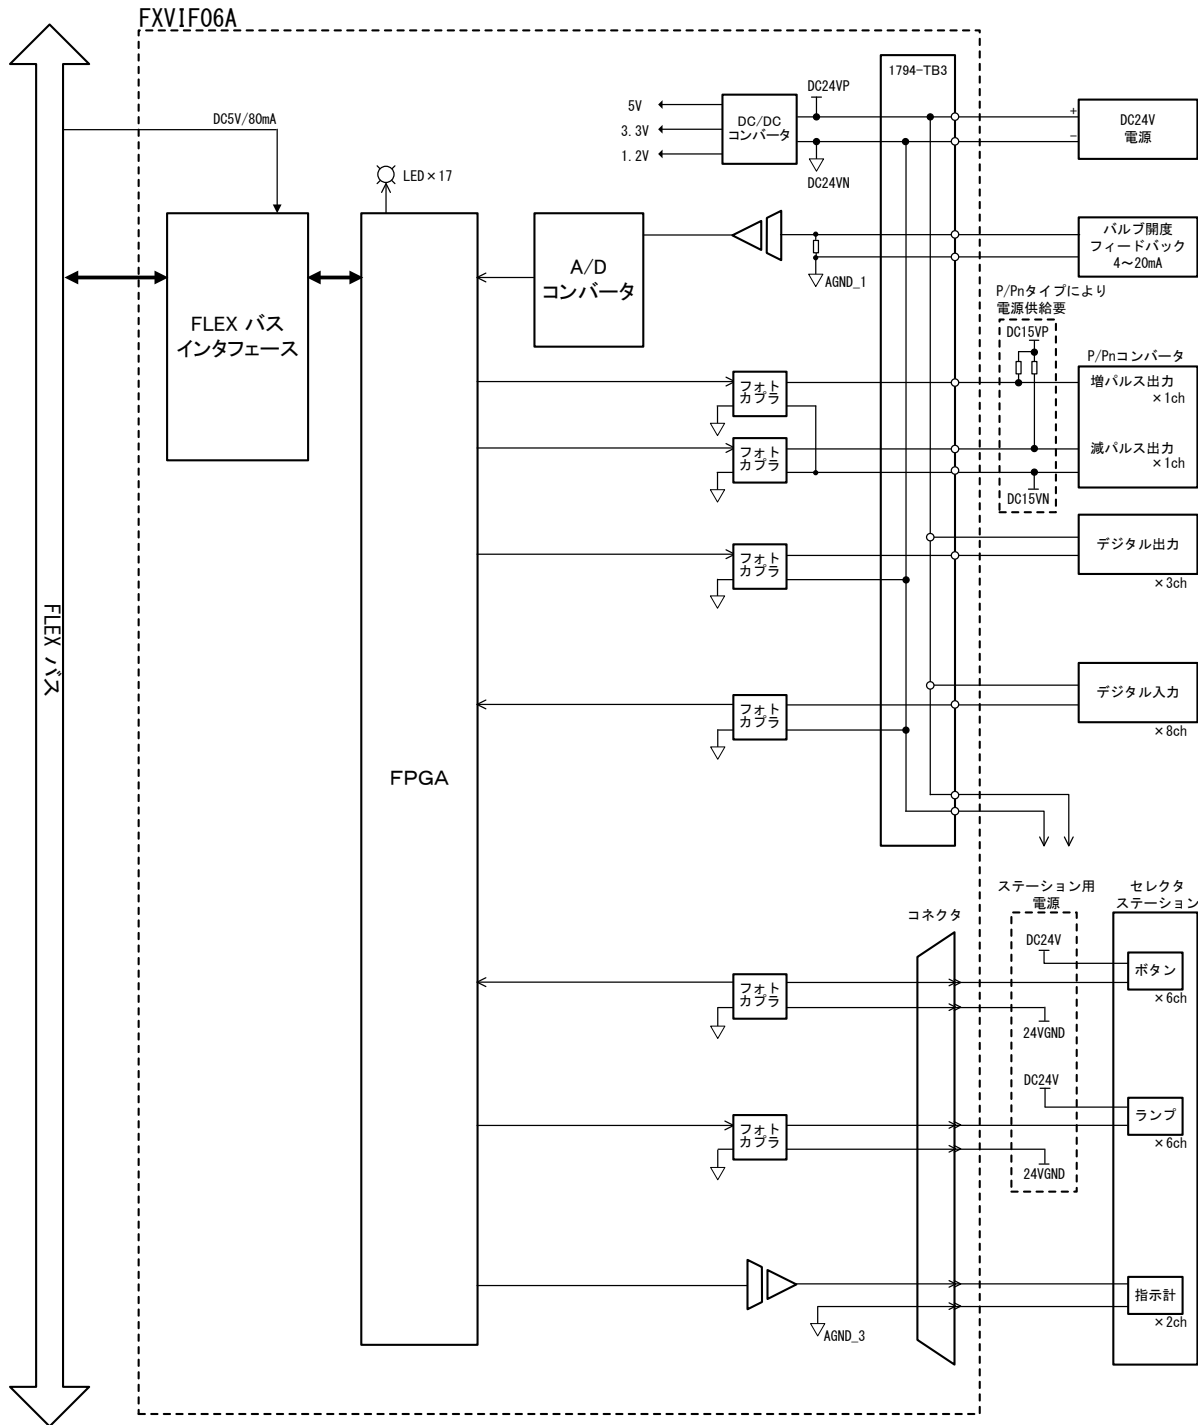 FXVIF06A
1794-TB3
DC24VP
5V
3.3V
1.2V
DC/DC
コンバータ
DC24VN
+
-
DC24V
電源
DC5V/80mA
LED×17
FLEX バス
インタフェース
A/D
コンバータ
AGND_1
バルブ開度
フィードバック
4～20mA
P/Pnタイプにより
電源供給要
DC15VP
P/Pnコンバータ
フォト
カプラ
増パルス出力
×1ch
フォト
カプラ
減パルス出力
×1ch
DC15VN
フォト
カプラ
デジタル出力
×3ch
FLEX バス
フォト
カプラ
デジタル入力
×8ch
FPGA
コネクタ
ステーション用
電源
セレクタ
ステーション
DC24V
フォト
カプラ
ボタン
×6ch
24VGND
DC24V
フォト
カプラ
ランプ
×6ch
24VGND
指示計
×2ch
AGND_3